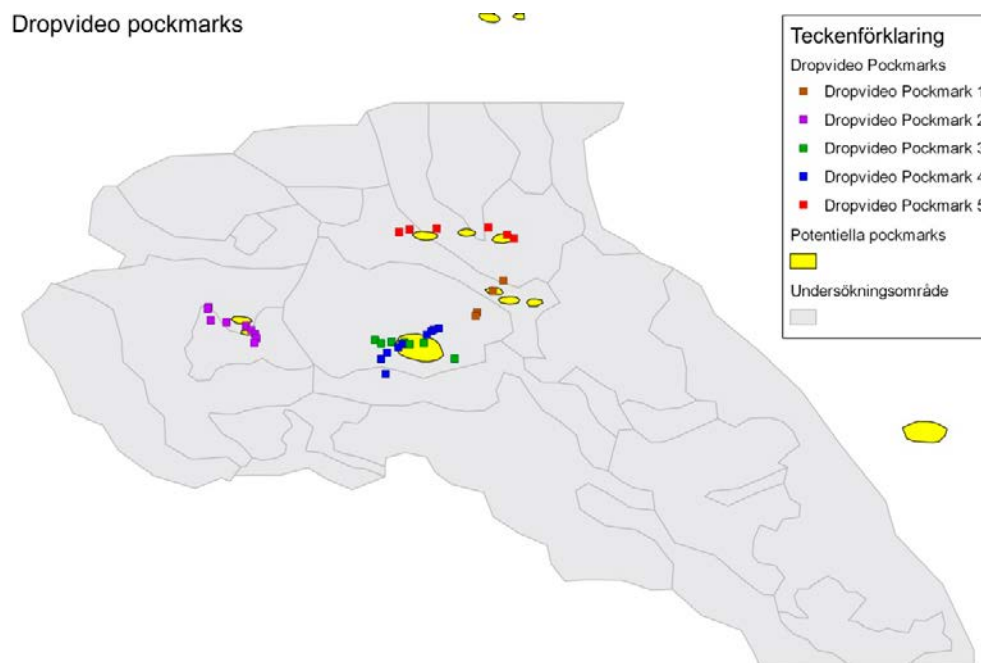 Dropvideo pockmarks
Teckenförklaring
Dropvideo Pockmarks
Dropvideo Pockmark 1
Dropvideo Pockmark 2
Dropvideo Pockmark 3
Dropvideo Pockmark 4
Dropvideo Pockmark 5
Potentiella pockmarks
Undersökningsområde